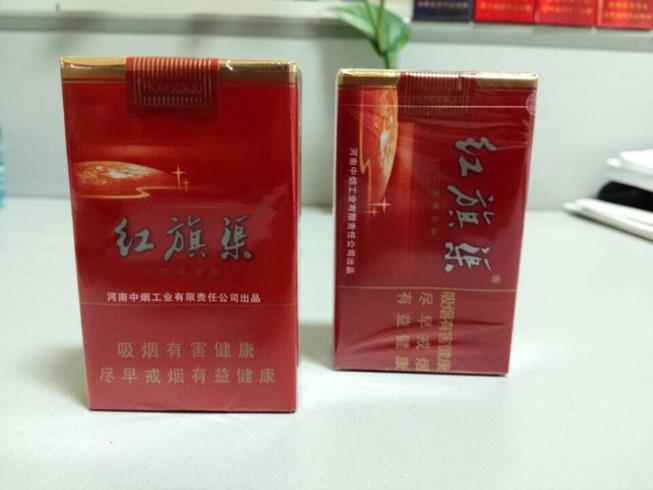 HONGQIQU
红旗渠
河南中烟工业有限责任公司出品
吸烟有害健康
尽早戒烟有益健康
HONGQIQU
红旗渠®
河南中烟工业有限责任公司出品
吸烟有害健康
尽早戒烟
有益健康